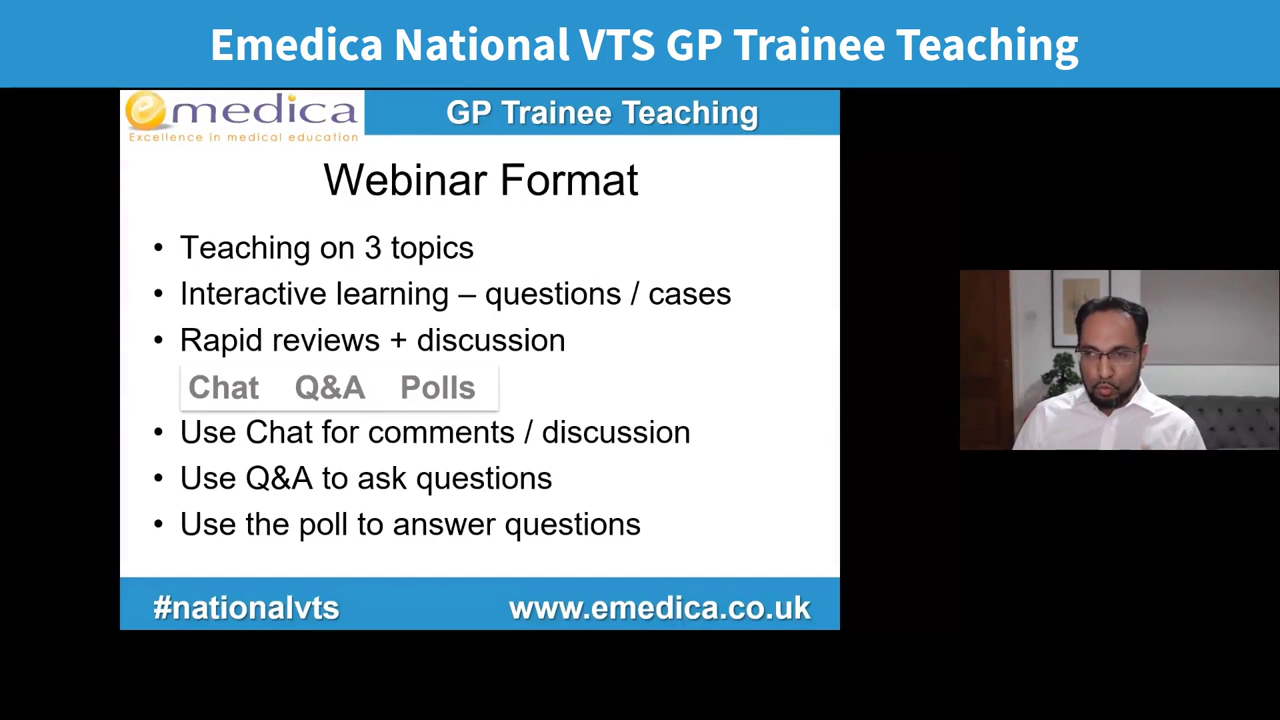 Emedica National VTS GP Trainee Teaching
emedica
Excellence in medical education
GP Trainee Teaching
Webinar Format
• Teaching on 3 topics
• Interactive learning – questions / cases
• Rapid reviews + discussion
Chat Q&A Polls
• Use Chat for comments / discussion
• Use Q&A to ask questions
• Use the poll to answer questions
#nationalvts www.emedica.co.uk